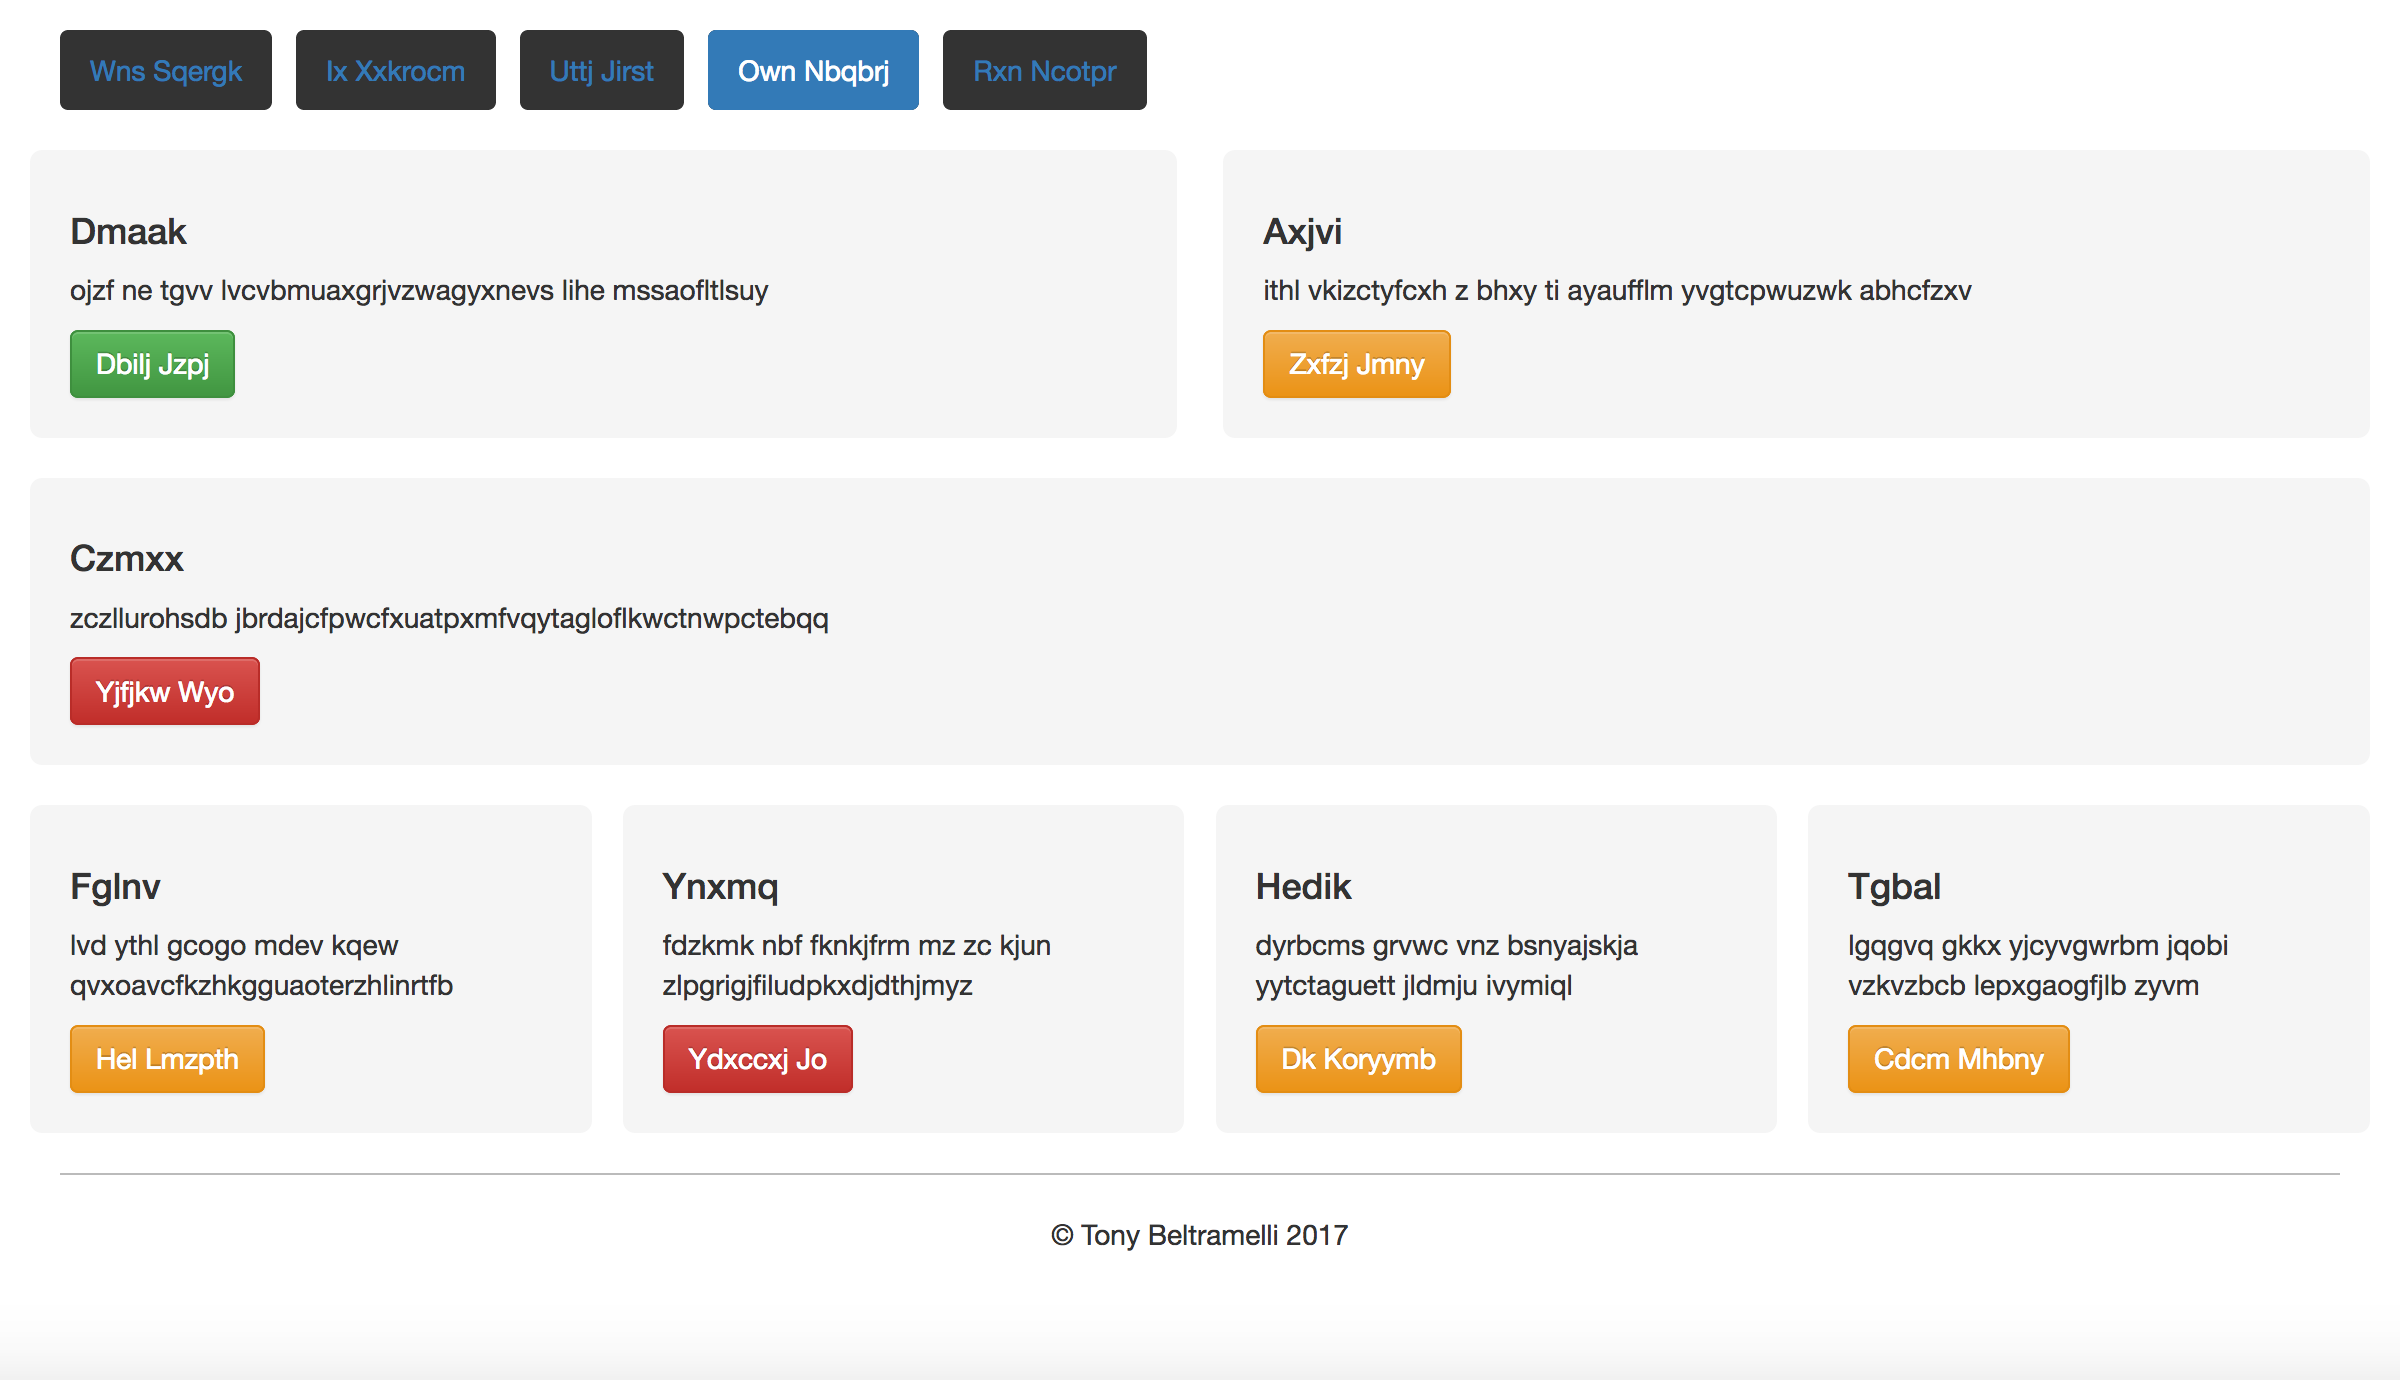 Wns Sqergk Ix Xxkrocm Uttj Jirst Own Nbqbrj Rxn Ncotpr
Dmaak
ojzf ne tgvv lvcvbmuaxgrjvzwagyxnevs lihe mssaofltlsuy
Dbilj Jzpj
Axjvi
ithl vkizctyfcxh z bhxy ti ayaufflm yvgtcpwuzwk abhcfzxv
Zxfzj Jmny
Czmxx
zczllurohsdb jbrdajcfpwcfxuatpxmfvqytagloflkwctnwpctebqq
Yjfjkw Wyo
Fglnv
lvd ythl gcogo mdev kqew
qvxoavcfkzhkgguaoterzhlinrtfb
Hel Lmzpth
Ynxmq
fdzkmk nbf fknkjfrm mz zc kjun
zlpgrigjfiludpkxdjdthjmyz
Ydxccxj Jo
Hedik
dyrbcms grvwc vnz bsnyajskja
yytctaguett jldmju ivymiql
Dk Koryymb
Tgbal
lgqgvq gkkx yjcyvgwrbm jqobi
vzkvzbcb lepxgaogfjlb zyvm
Cdcm Mhbny
© Tony Beltramelli 2017